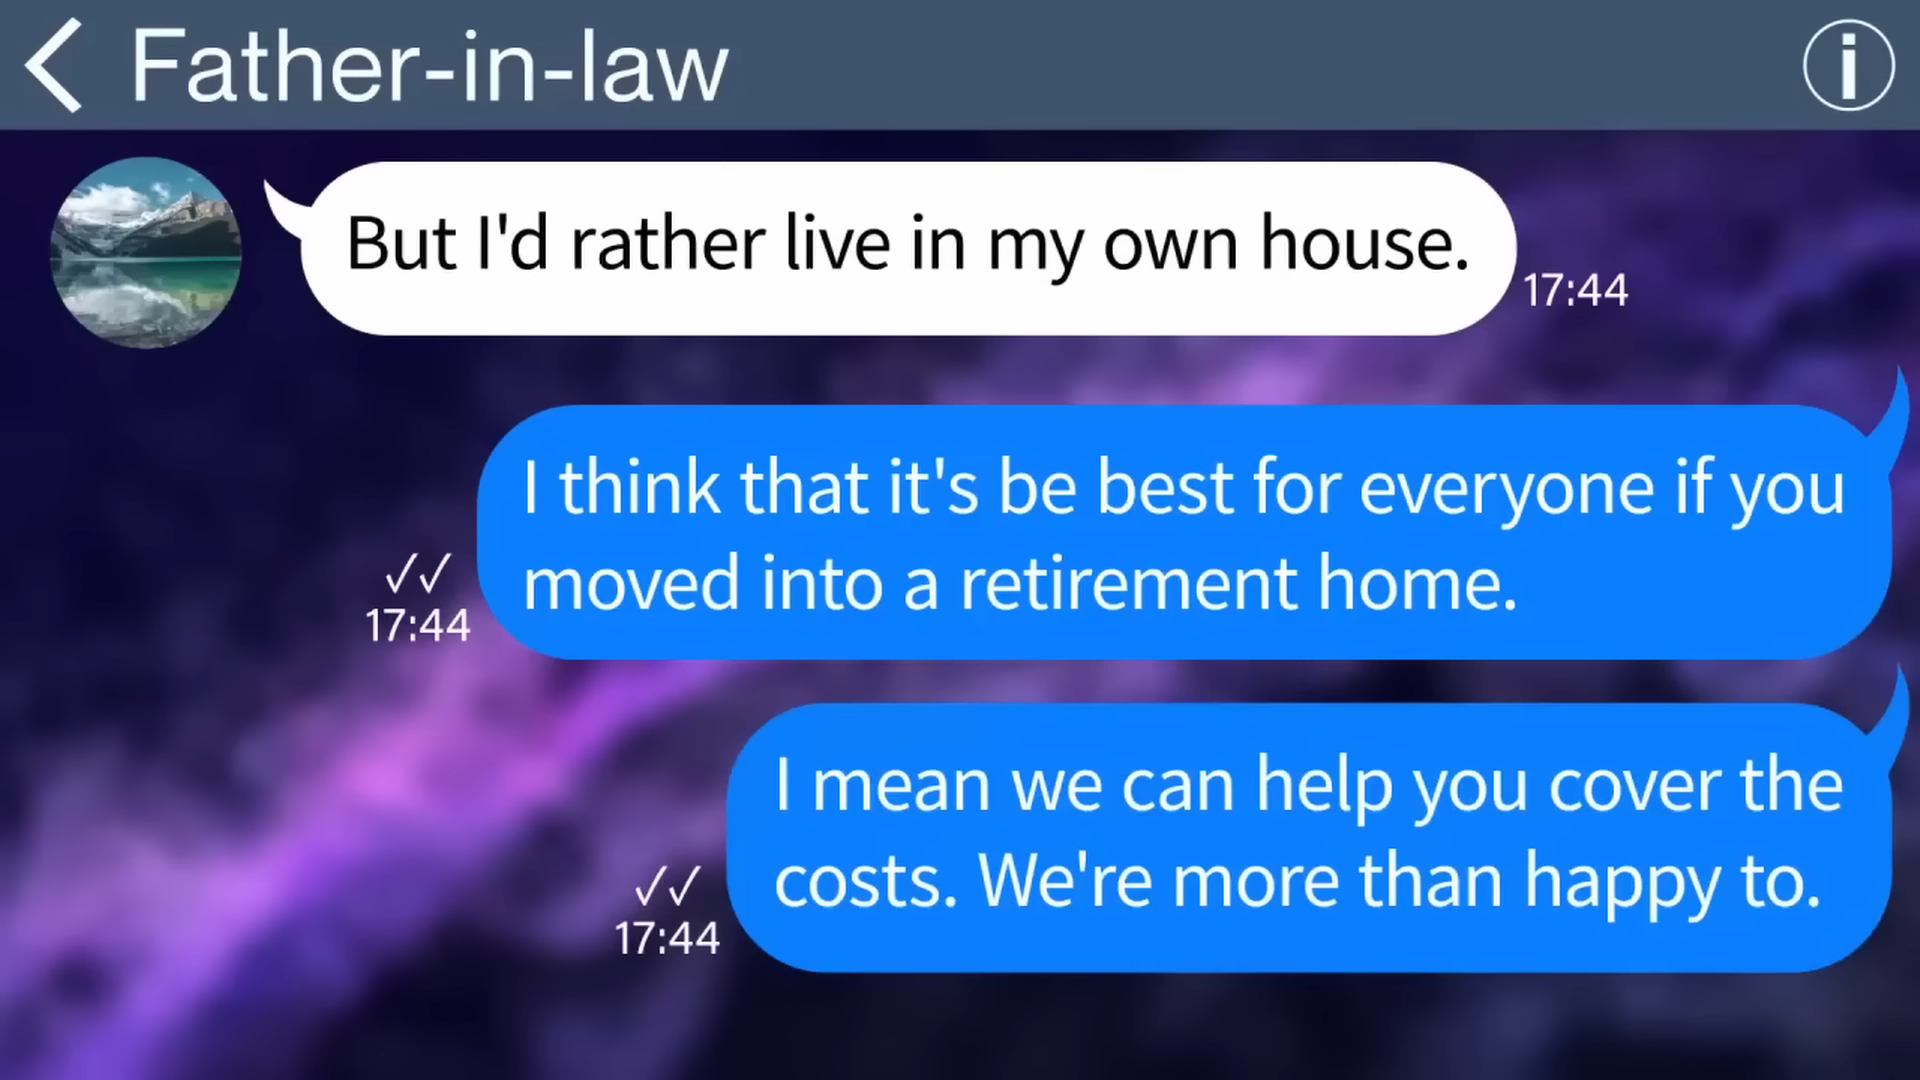 Father-in-law
But I'd rather live in my own house.
17:44
I think that it's be best for everyone if you
moved into a retirement home.
✓✓
17:44
I mean we can help you cover the
costs. We're more than happy to.
✓✓
17:44